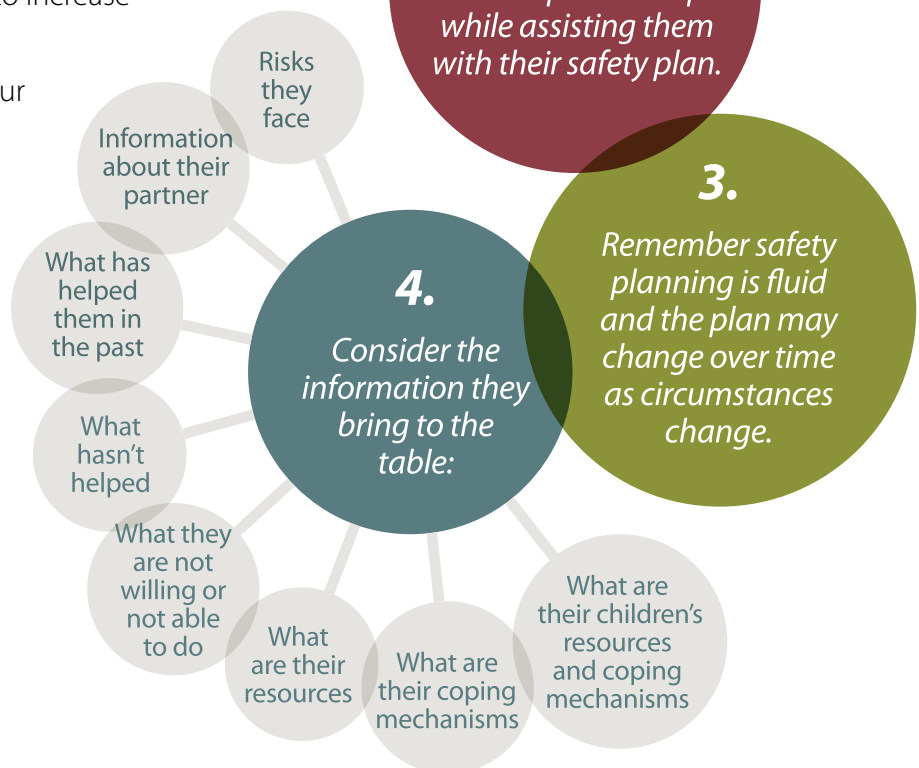 to increase
ur
while assisting them
with their safety plan.
3.
Remember safety
planning is fluid
and the plan may
change over time
as circumstances
change.
4.
Consider the
information they
bring to the
table:
Risks
they
face
Information
about their
partner
What has
helped
them in
the past
What
hasn't
helped
What they
are not
willing or
not able
to do
What
are their
resources
What are
their coping
mechanisms
What are
their children's
resources
and coping
mechanisms